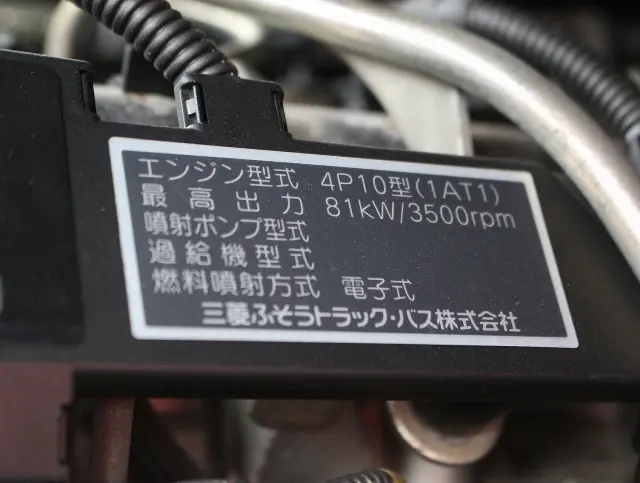 エンジン型式 4P10型(1AT1)
最高出力 81kW/3500rpm
噴射ポンプ型式
過給機型式
燃料噴射方式 電子式
三菱ふそうトラック・バス株式会社